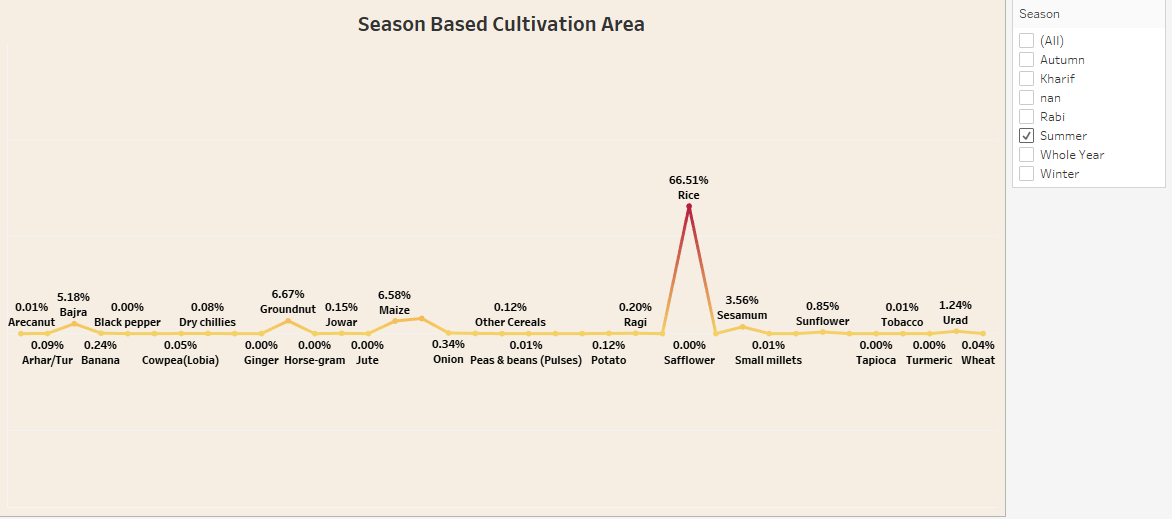 Season Based Cultivation Area
0.01%
Arecanut
0.09%
Arhar/Tur
5.18%
Bajra
0.24%
Banana
0.00%
Black pepper
0.05%
Cowpea(Lobia)
0.08%
Dry chillies
0.00%
Ginger
6.67%
Groundnut
0.00%
Horse-gram
0.15%
Jowar
0.00%
Jute
6.58%
Maize
0.34%
Onion
0.12%
Other Cereals
0.01%
Peas & beans (Pulses)
0.12%
Potato
0.20%
Ragi
66.51%
Rice
0.00%
Safflower
3.56%
Sesamum
0.01%
Small millets
0.85%
Sunflower
0.00%
Tapioca
0.01%
Tobacco
0.00%
Turmeric
1.24%
Urad
0.04%
Wheat
Season
(All)
Autumn
Kharif
nan
Rabi
Summer
Whole Year
Winter